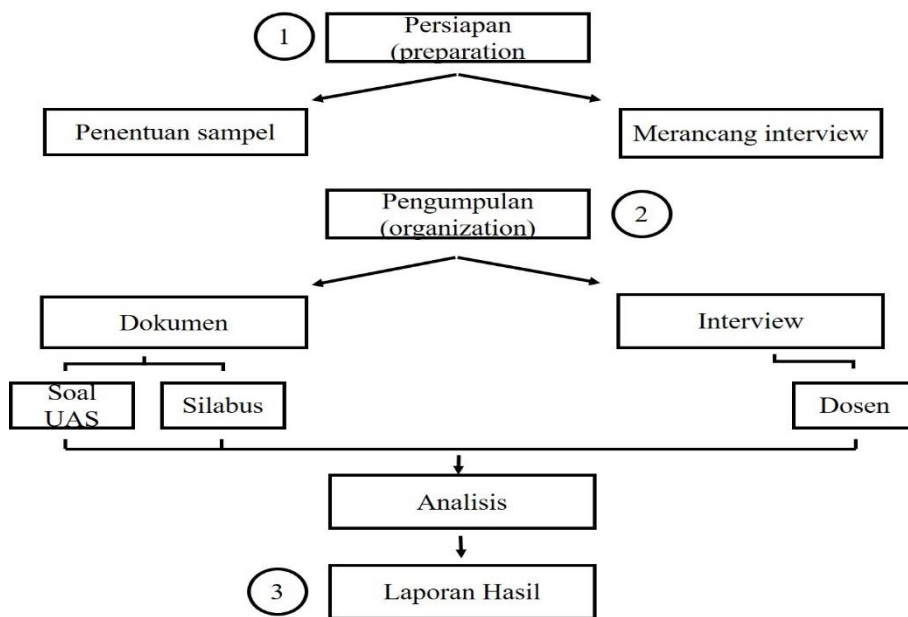 1
Persiapan
(preparation
Penentuan sampel
Merancang interview
Pengumpulan
(organization)
2
Dokumen
Interview
Soal
UAS
Silabus
Dosen
Analisis
3
Laporan Hasil